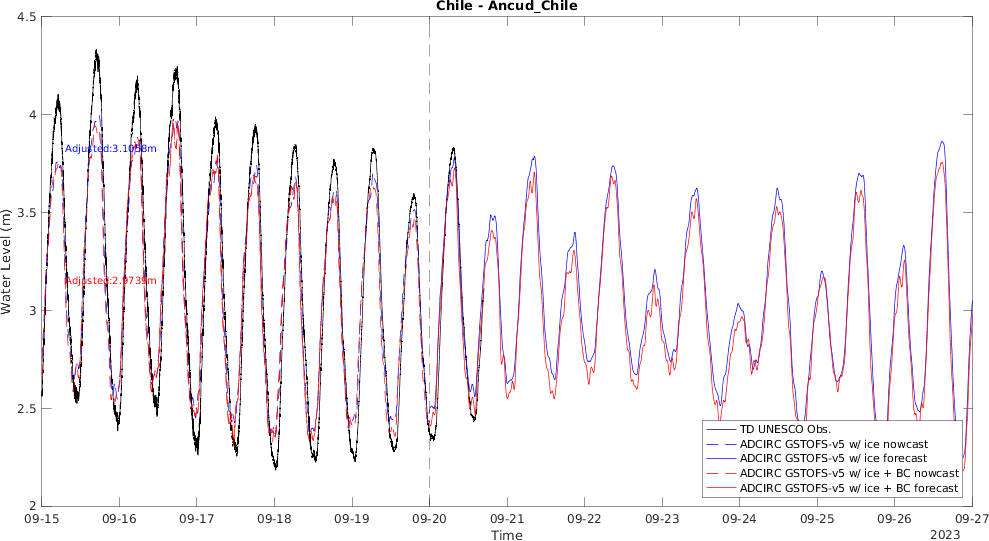 Chile - Ancud_Chile
4.5
4
3.5
3
2.5
2
Water Level (m)
Adjusted:3.1058m
Adjusted:2.9739m
TD UNESCO Obs.
ADCIRC GSTOFS-v5 w/ ice nowcast
ADCIRC GSTOFS-v5 w/ ice forecast
ADCIRC GSTOFS-v5 w/ ice + BC nowcast
ADCIRC GSTOFS-v5 w/ ice + BC forecast
09-15 09-16 09-17 09-18 09-19 09-20 09-21 09-22 09-23 09-24 09-25 09-26 09-27
Time
2023